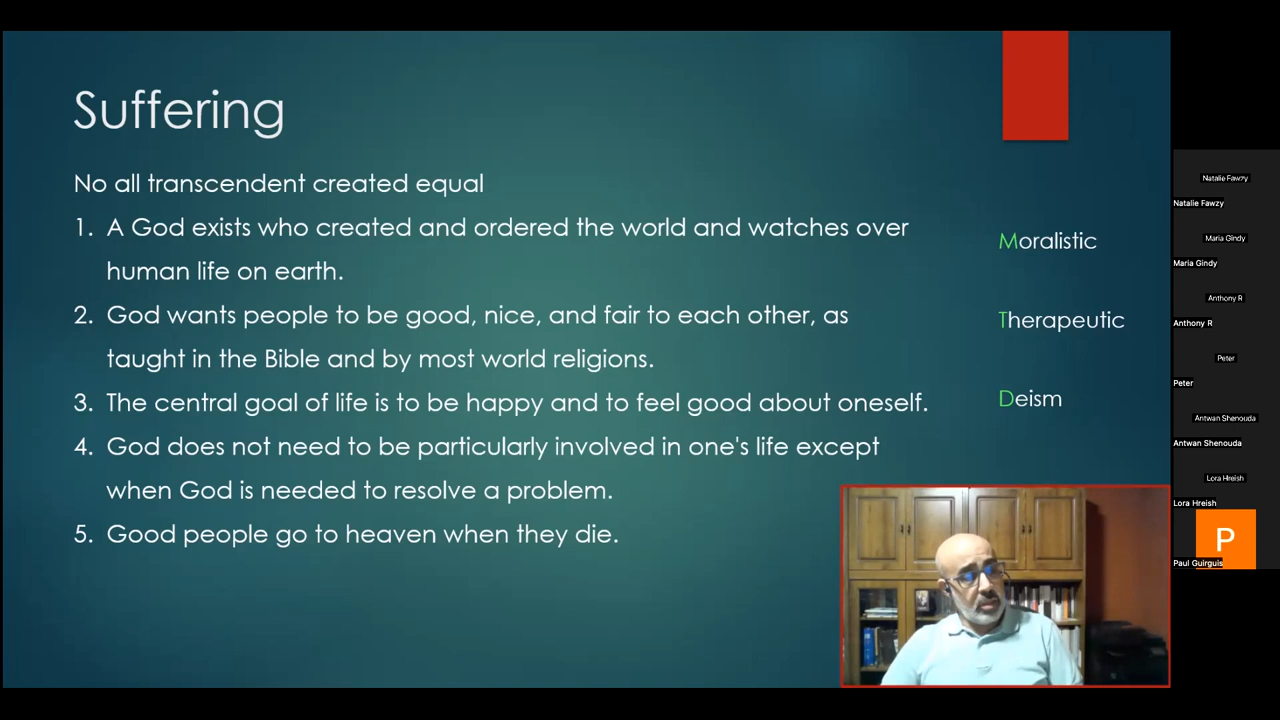 Suffering
No all transcendent created equal
1. A God exists who created and ordered the world and watches over
human life on earth.
2. God wants people to be good, nice, and fair to each other, as
taught in the Bible and by most world religions.
3. The central goal of life is to be happy and to feel good about oneself.
4. God does not need to be particularly involved in one's life except
when God is needed to resolve a problem.
5. Good people go to heaven when they die.
Moralistic
Therapeutic
Deism
Natalie Fawzy
Natalie Fawzy
Maria Gindy
Maria Gindy
Anthony R
Anthony R
Peter
Peter
Antwan Shenouda
Antwan Shenouda
Lora Hreish
Lora Hreish
P
Paul Guirguis